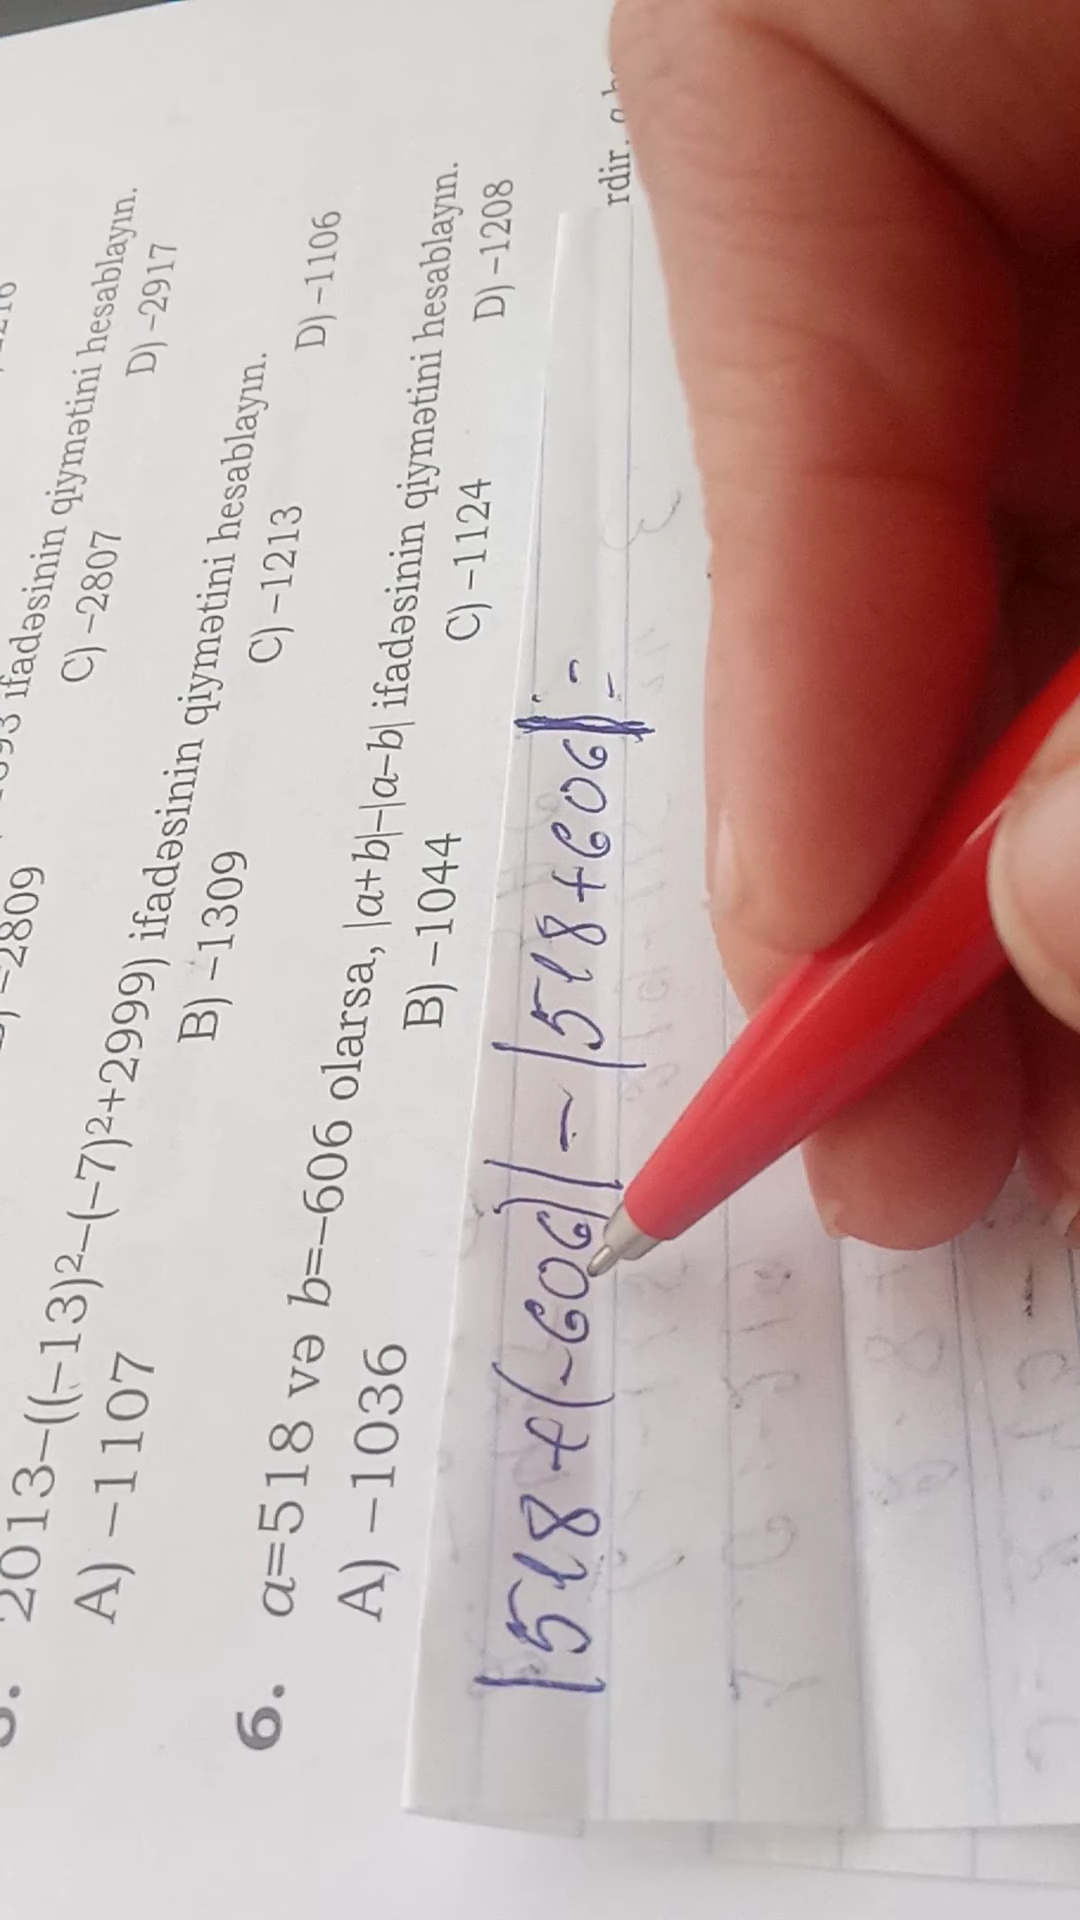 ifadəsinin qiymətini hesablayın.
–2809 C) –2807 D) –2917
5. 2013–((–13)²–(–7)²+2999) ifadəsinin qiymətini hesablayın.
A) –1107 B) –1309 C) –1213 D) –1106
6. a=518 və b=–606 olarsa, |a+b|–|a–b| ifadəsinin qiymətini hesablayın.
A) –1036 B) –1044 C) –1124 D) –1208
|518+(–606)| – |518+606| =
rdir.